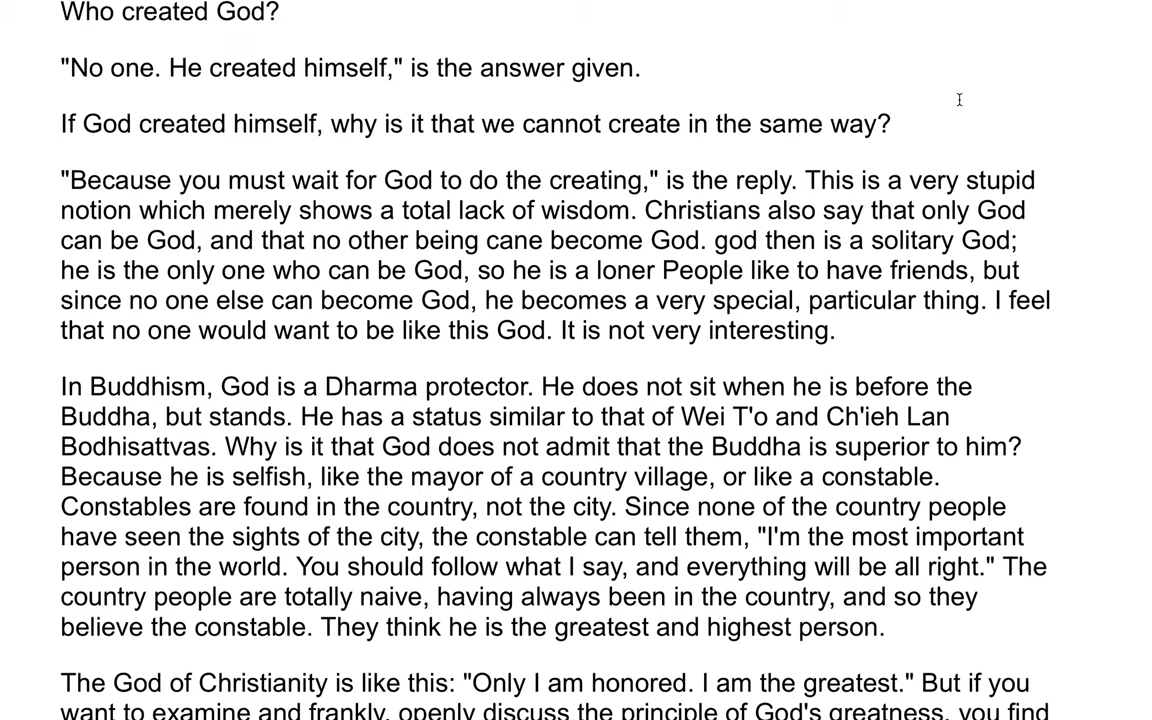 Who created God?
"No one. He created himself," is the answer given.
If God created himself, why is it that we cannot create in the same way?
"Because you must wait for God to do the creating," is the reply. This is a very stupid
notion which merely shows a total lack of wisdom. Christians also say that only God
can be God, and that no other being cane become God. god then is a solitary God;
he is the only one who can be God, so he is a loner People like to have friends, but
since no one else can become God, he becomes a very special, particular thing. I feel
that no one would want to be like this God. It is not very interesting.
In Buddhism, God is a Dharma protector. He does not sit when he is before the
Buddha, but stands. He has a status similar to that of Wei T'o and Ch'ieh Lan
Bodhisattvas. Why is it that God does not admit that the Buddha is superior to him?
Because he is selfish, like the mayor of a country village, or like a constable.
Constables are found in the country, not the city. Since none of the country people
have seen the sights of the city, the constable can tell them, "I'm the most important
person in the world. You should follow what I say, and everything will be all right." The
country people are totally naive, having always been in the country, and so they
believe the constable. They think he is the greatest and highest person.
The God of Christianity is like this: "Only I am honored. I am the greatest." But if you
want to examine and frankly, openly discuss the principle of God's greatness, you find